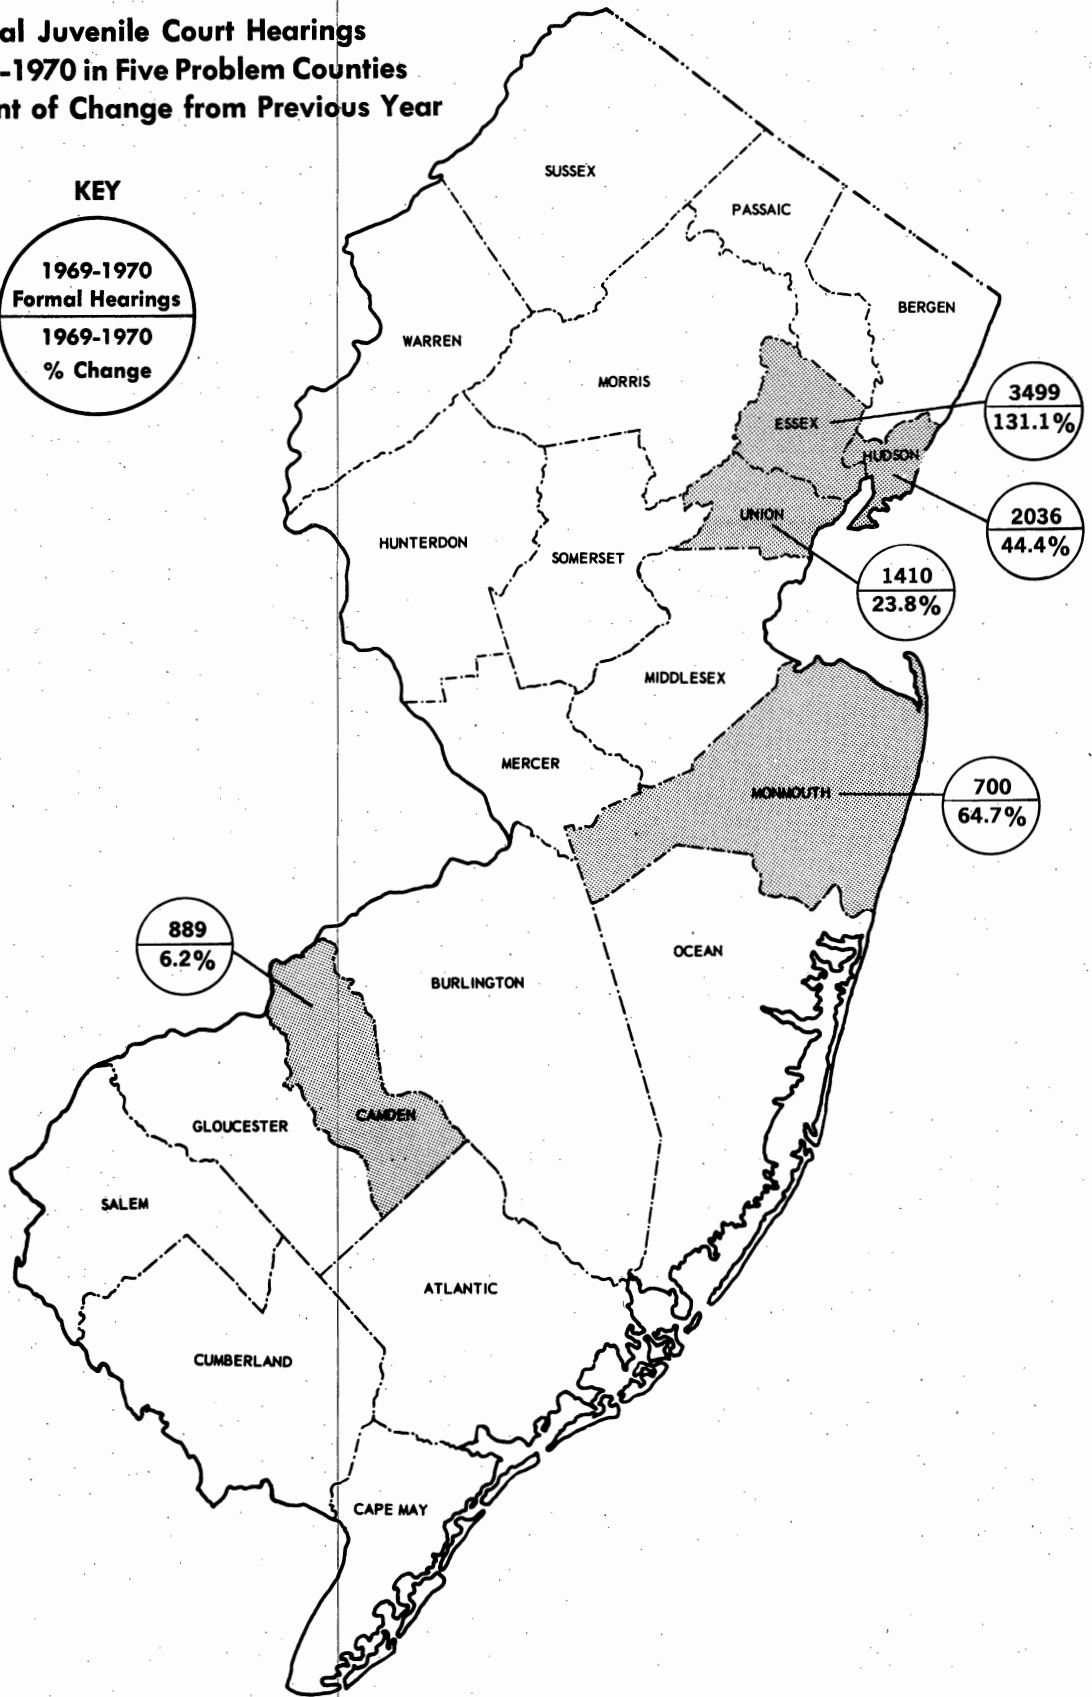 al Juvenile Court Hearings
-1970 in Five Problem Counties
nt of Change from Previous Year
KEY
1969-1970
Formal Hearings
1969-1970
% Change
SUSSEX
PASSAIC
BERGEN
WARREN
MORRIS
ESSEX
3499
131.1%
HUDSON
2036
44.4%
UNION
1410
23.8%
HUNTERDON
SOMERSET
MIDDLESEX
MERCER
MONMOUTH
700
64.7%
889
6.2%
OCEAN
BURLINGTON
CAMDEN
GLOUCESTER
SALEM
ATLANTIC
CUMBERLAND
CAPE MAY